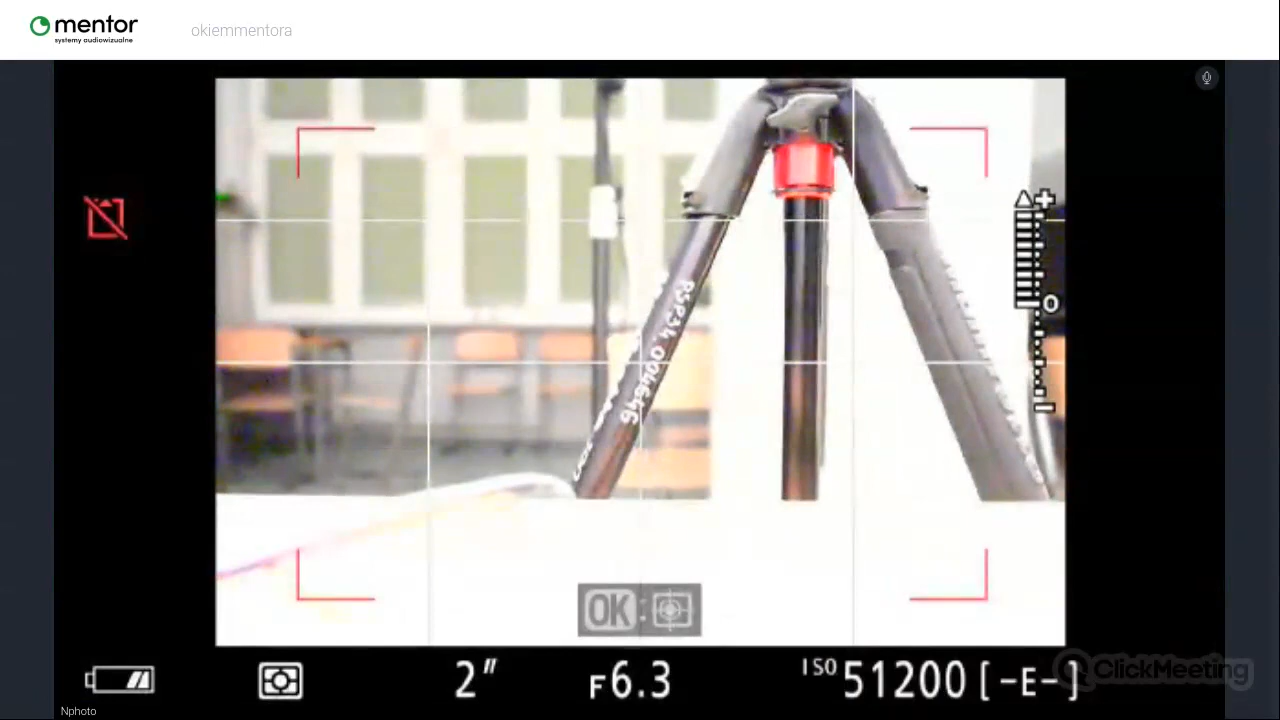 mentor
systemy audiowizualne
okiemmentora
OK:
2" F6.3 ISO 51200 [-E-]
ClickMeeting
Nphoto